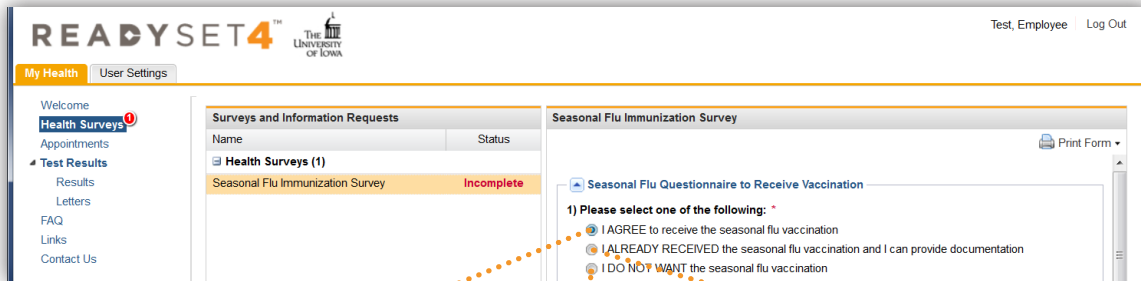 READYSET4™
THE
UNIVERSITY
OF IOWA
Test, Employee Log Out
My Health User Settings
Welcome
Health Surveys 1
Appointments
Test Results
Results
Letters
FAQ
Links
Contact Us
Surveys and Information Requests
Name Status
Health Surveys (1)
Seasonal Flu Immunization Survey Incomplete
Seasonal Flu Immunization Survey
Print Form
Seasonal Flu Questionnaire to Receive Vaccination
1) Please select one of the following: *
I AGREE to receive the seasonal flu vaccination
I ALREADY RECEIVED the seasonal flu vaccination and I can provide documentation
I DO NOT WANT the seasonal flu vaccination